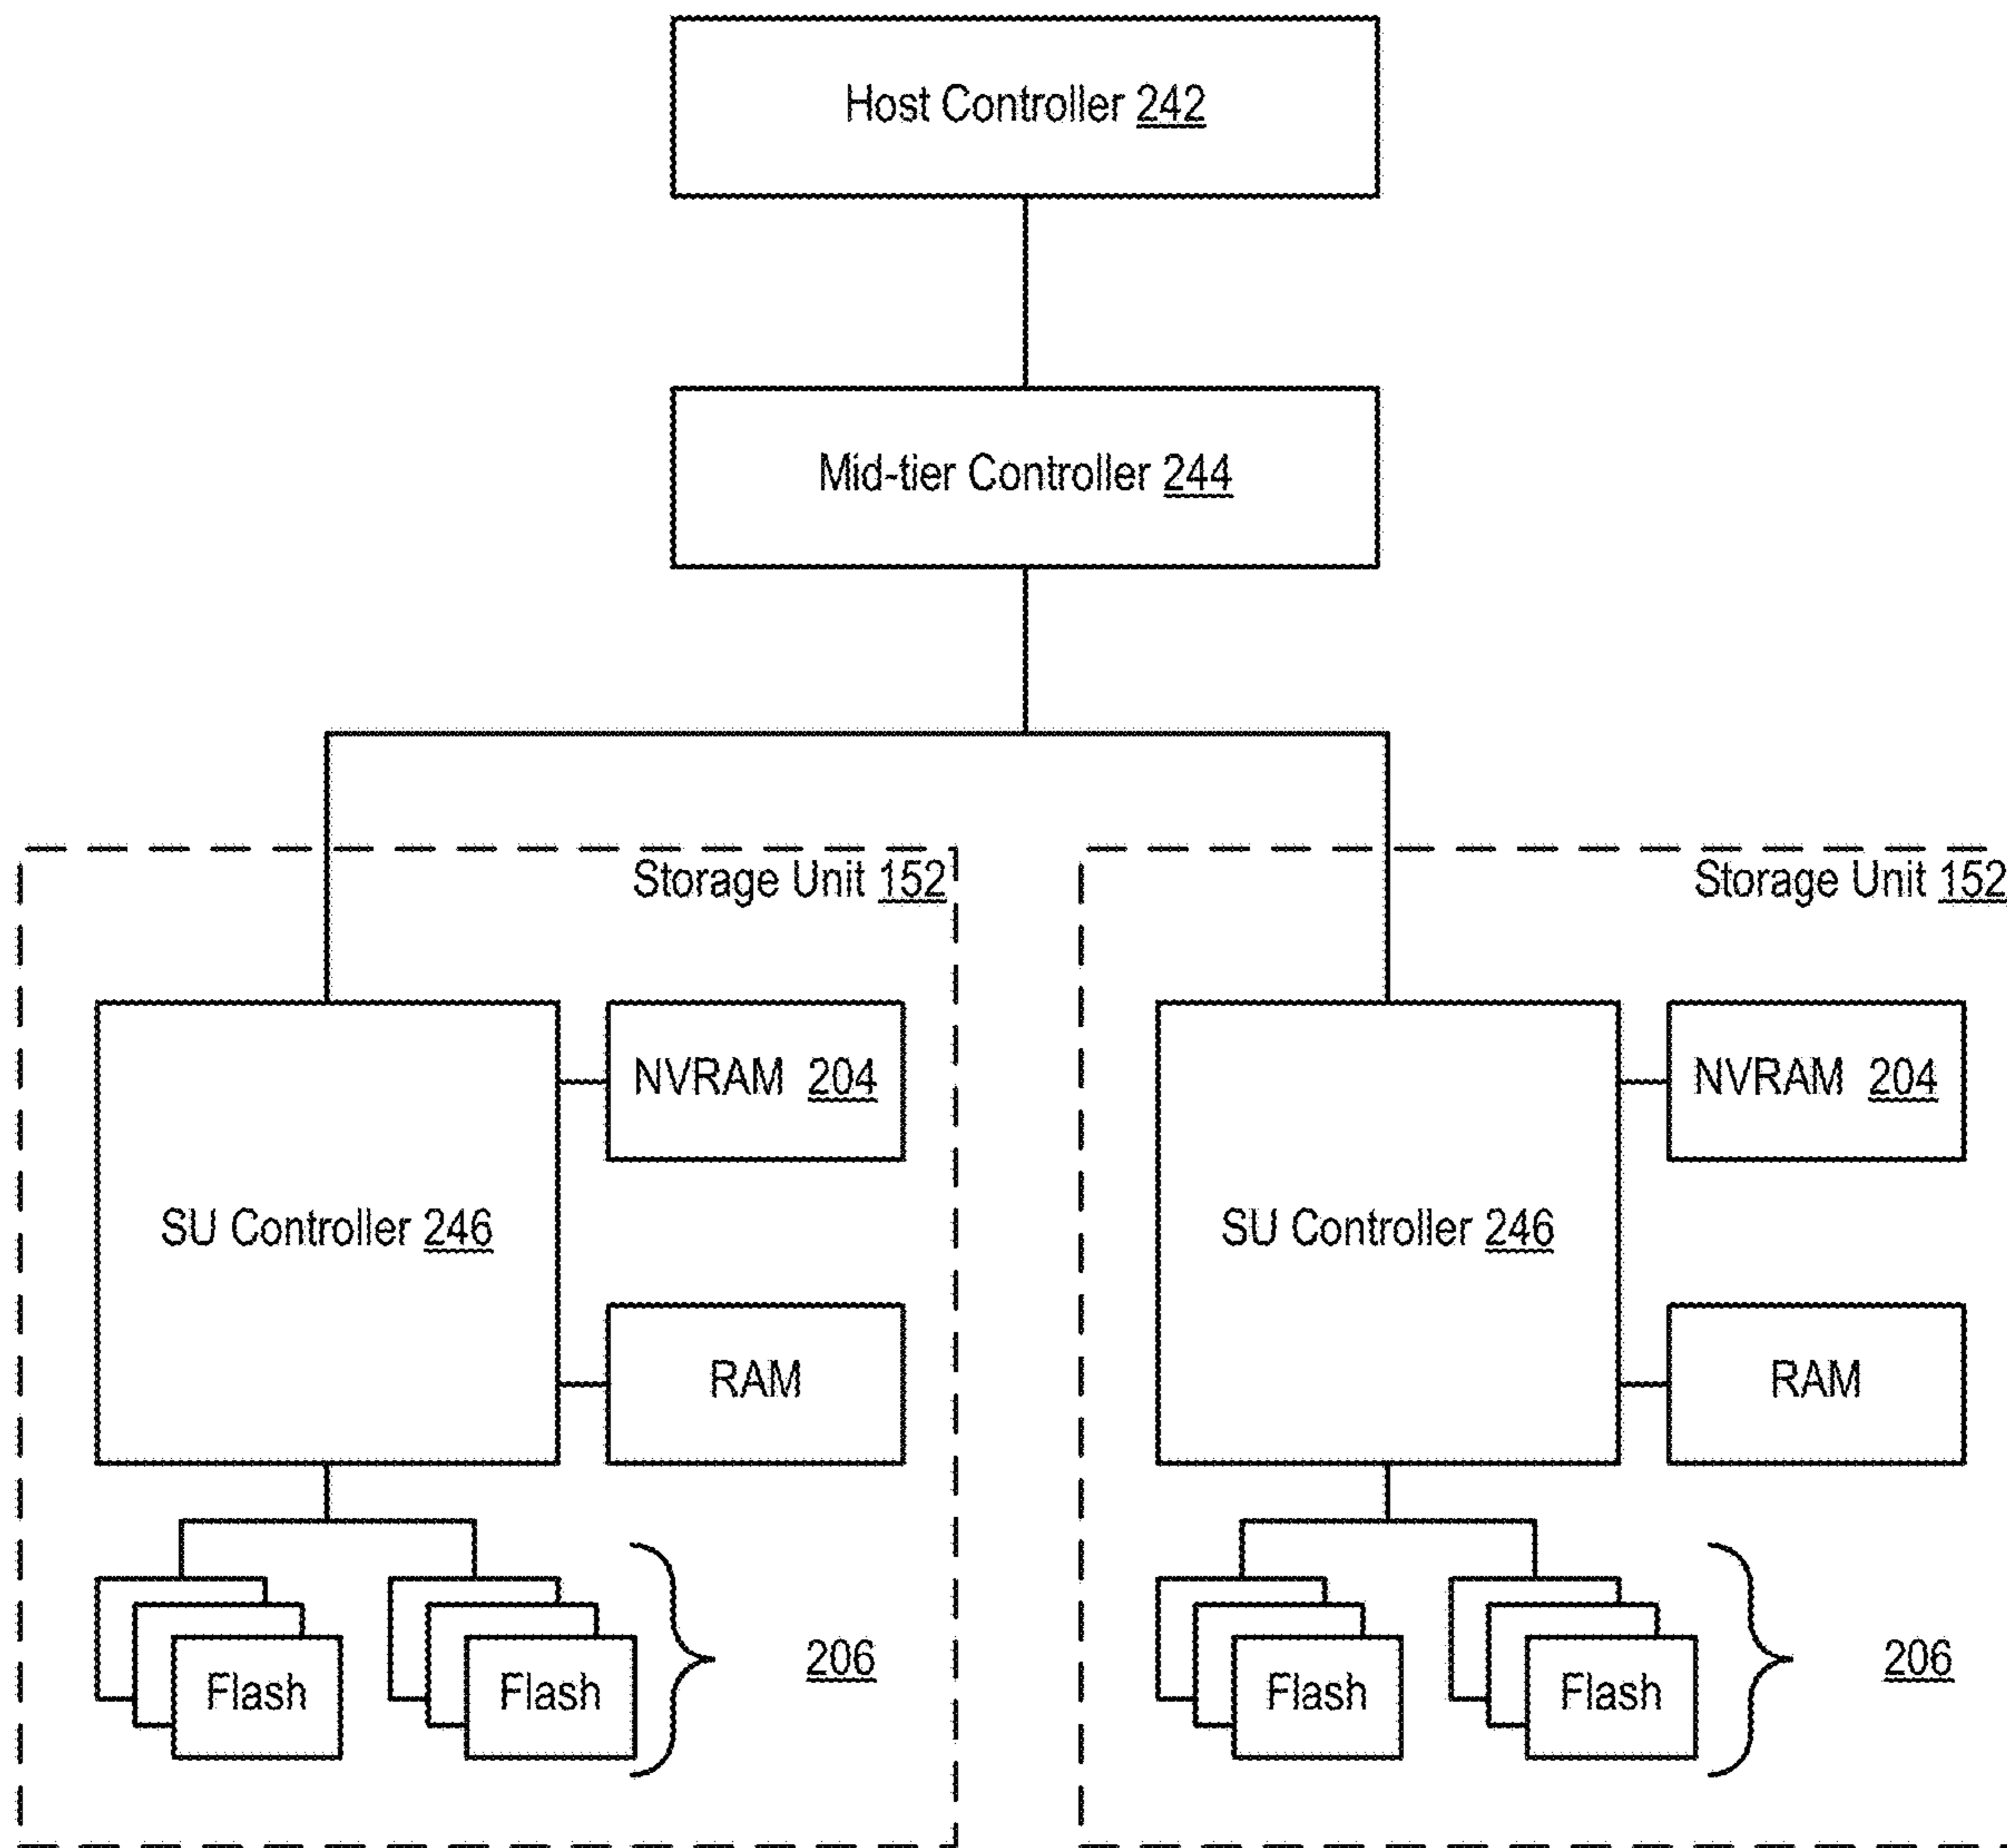 Host Controller 242
Mid-tier Controller 244
Storage Unit 152
SU Controller 246
NVRAM 204
RAM
Flash
Flash
206
Storage Unit 152
SU Controller 246
NVRAM 204
RAM
Flash
Flash
206